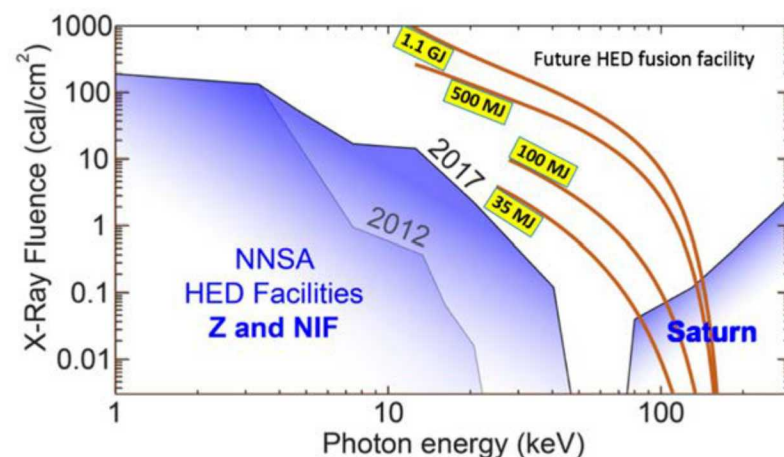 1000
100
10
1
0.1
0.01
X-Ray Fluence (cal/cm²)
1.1 GJ
500 MJ
100 MJ
35 MJ
Future HED fusion facility
2017
2012
NNSA
HED Facilities
Z and NIF
Saturn
1
10
100
Photon energy (keV)